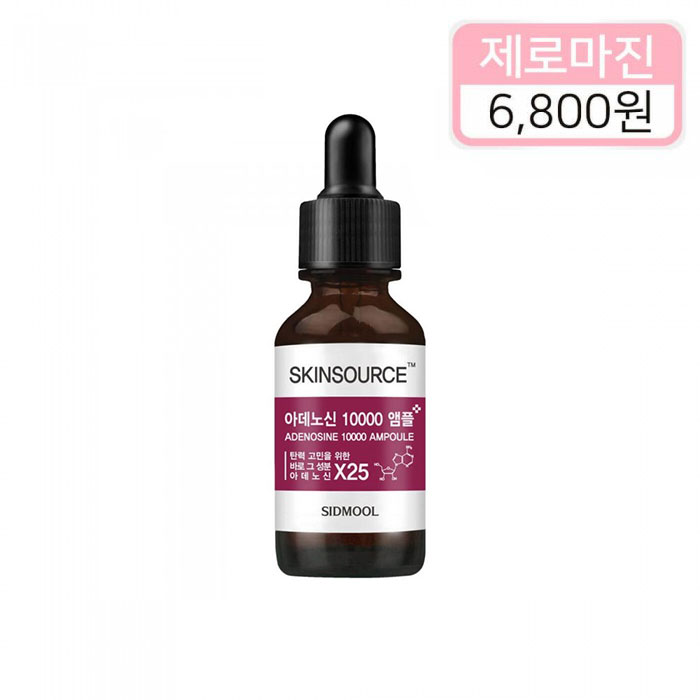 제로마진
6,800원
SKINSOURCE™
아데노신 10000 앰플
ADENOSINE 10000 AMPOULE
탄력 고민을 위한
바로 그 성분
아 데 노 신 X25
SIDMOOL